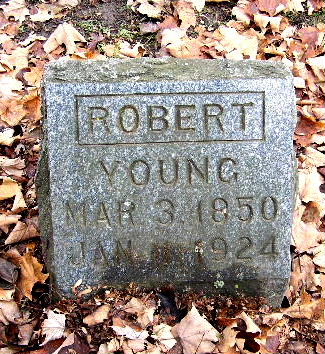 ROBERT
YOUNG
MAR 3, 1850
JAN. 1924